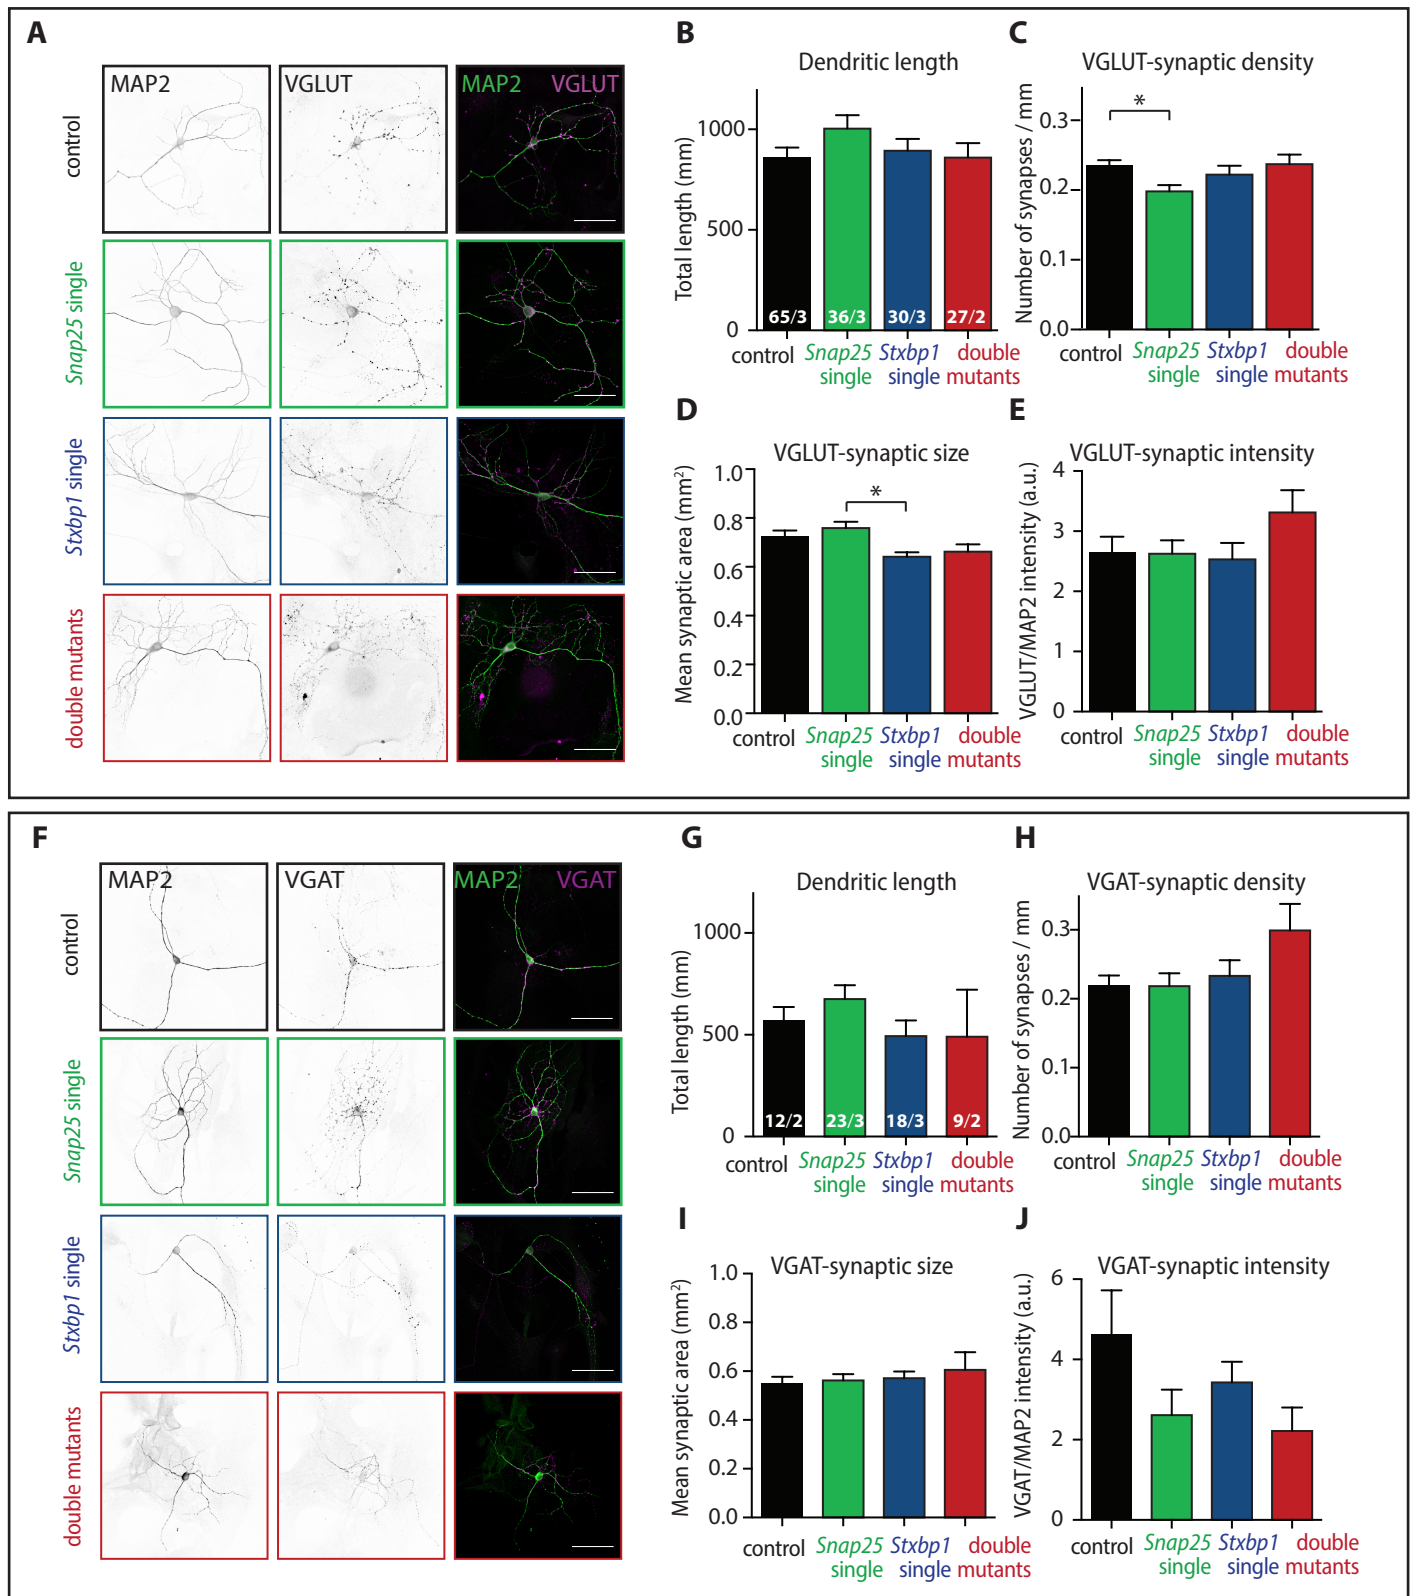 A
MAP2
VGLUT
MAP2 VGLUT
control
Snap25 single
Stxbp1 single
double mutants
B
Dendritic length
Total length (mm)
1000
500
0
65/3
36/3
30/3
27/2
control
Snap25 single
Stxbp1 single
double mutants
C
VGLUT-synaptic density
Number of synapses / mm
*
0.3
0.2
0.1
0.0
control
Snap25 single
Stxbp1 single
double mutants
D
VGLUT-synaptic size
Mean synaptic area (mm²)
*
1.0
0.8
0.6
0.4
0.2
0.0
control
Snap25 single
Stxbp1 single
double mutants
E
VGLUT-synaptic intensity
VGLUT/MAP2 intensity (a.u.)
4
3
2
1
0
control
Snap25 single
Stxbp1 single
double mutants
F
MAP2
VGAT
MAP2 VGAT
control
Snap25 single
Stxbp1 single
double mutants
G
Dendritic length
Total length (mm)
1000
500
0
12/2
23/3
18/3
9/2
control
Snap25 single
Stxbp1 single
double mutants
H
VGAT-synaptic density
Number of synapses / mm
0.3
0.2
0.1
0.0
control
Snap25 single
Stxbp1 single
double mutants
I
VGAT-synaptic size
Mean synaptic area (mm²)
1.0
0.8
0.6
0.4
0.2
0.0
control
Snap25 single
Stxbp1 single
double mutants
J
VGAT-synaptic intensity
VGAT/MAP2 intensity (a.u.)
6
4
2
0
control
Snap25 single
Stxbp1 single
double mutants